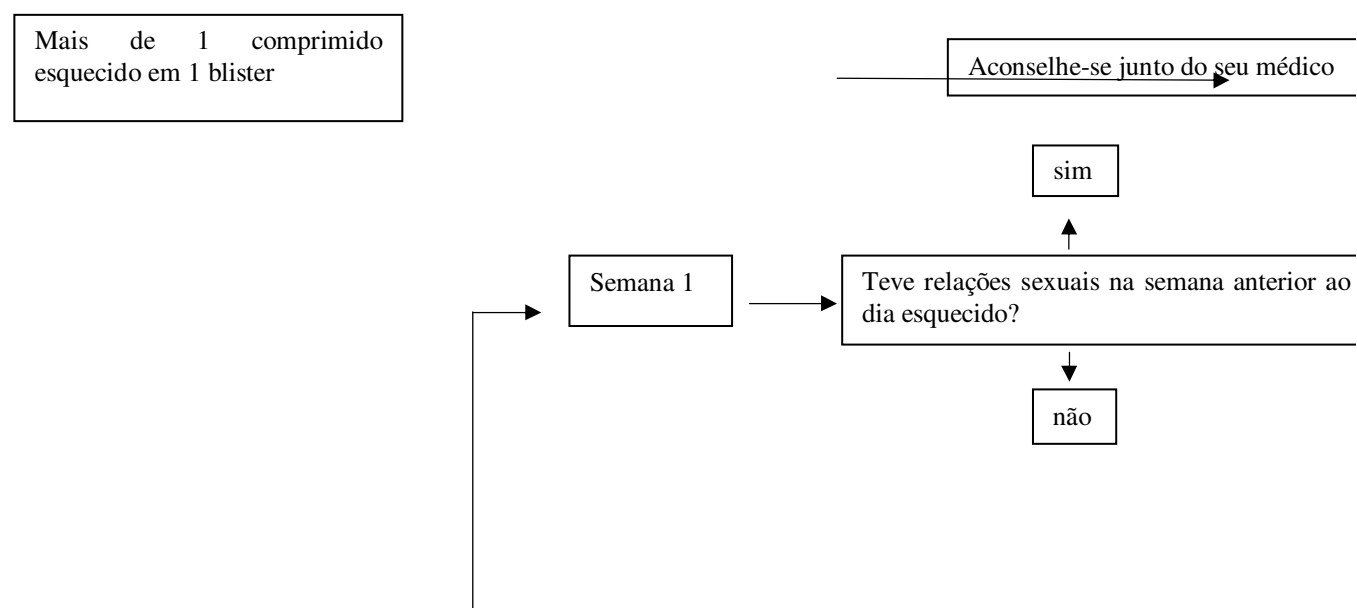 Mais de 1 comprimido
esquecido em 1 blister
Aconselhe-se junto do seu médico
sim
Semana 1
Teve relações sexuais na semana anterior ao
dia esquecido?
não